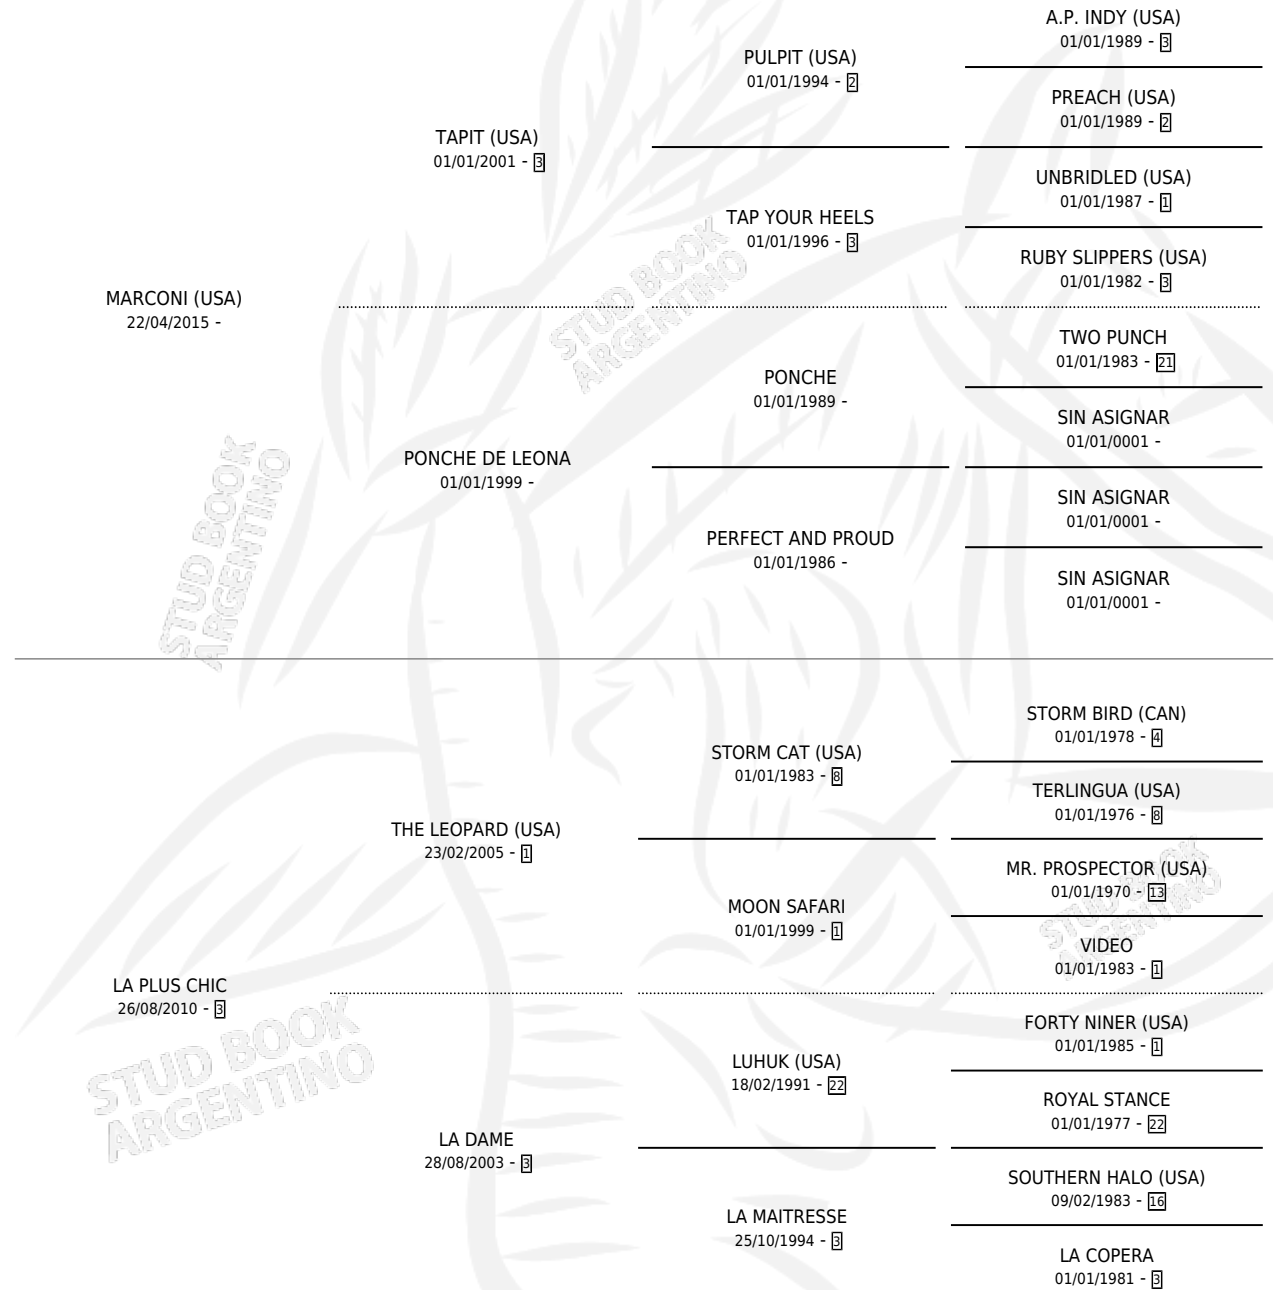 A.P. INDY (USA)
01/01/1989 - 3
PULPIT (USA)
01/01/1994 - 2
PREACH (USA)
01/01/1989 - 2
TAPIT (USA)
01/01/2001 - 3
UNBRIDLED (USA)
01/01/1987 - 1
TAP YOUR HEELS
01/01/1996 - 3
RUBY SLIPPERS (USA)
01/01/1982 - 3
MARCONI (USA)
22/04/2015 -
TWO PUNCH
01/01/1983 - 21
PONCHE
01/01/1989 -
SIN ASIGNAR
01/01/0001 -
PONCHE DE LEONA
01/01/1999 -
SIN ASIGNAR
01/01/0001 -
PERFECT AND PROUD
01/01/1986 -
SIN ASIGNAR
01/01/0001 -
STORM BIRD (CAN)
01/01/1978 - 4
STORM CAT (USA)
01/01/1983 - 8
TERLINGUA (USA)
01/01/1976 - 8
THE LEOPARD (USA)
23/02/2005 - 1
MR. PROSPECTOR (USA)
01/01/1970 - 13
MOON SAFARI
01/01/1999 - 1
VIDEO
01/01/1983 - 1
LA PLUS CHIC
26/08/2010 - 3
FORTY NINER (USA)
01/01/1985 - 1
LUHUK (USA)
18/02/1991 - 22
ROYAL STANCE
01/01/1977 - 22
LA DAME
28/08/2003 - 3
SOUTHERN HALO (USA)
09/02/1983 - 16
LA MAITRESSE
25/10/1994 - 3
LA COPERA
01/01/1981 - 3
STUD BOOK
ARGENTINO
STUD BOOK
ARGENTINO
STUD BOOK
ARGENTINO
STUD BOOK
ARGENTINO